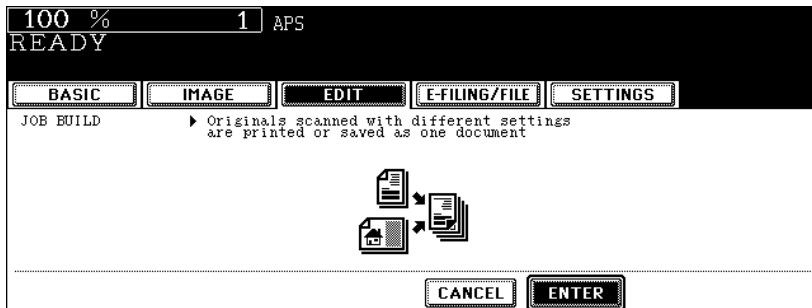 100 % 1 APS
READY
BASIC IMAGE EDIT E-FILING/FILE SETTINGS
JOB BUILD Originals scanned with different settings
are printed or saved as one document
CANCEL ENTER